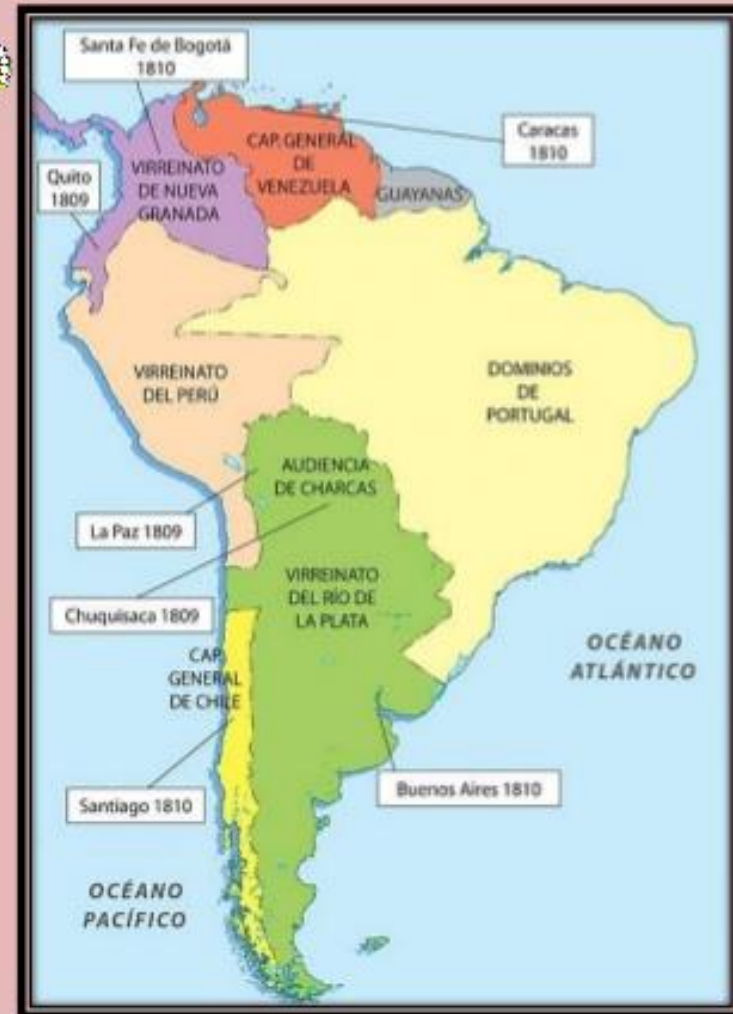 Santa Fe de Bogotá
1810
Caracas
1810
CAP. GENERAL
DE
VENEZUELA
Quito
1809
VIRREINATO
DE NUEVA
GRANADA
GUAYANAS
VIRREINATO
DEL PERÚ
DOMINIOS
DE
PORTUGAL
AUDIENCIA
DE CHARCAS
La Paz 1809
VIRREINATO
DEL RÍO DE
LA PLATA
Chuquisaca 1809
CAP.
GENERAL
DE CHILE
OCÉANO
ATLÁNTICO
Santiago 1810
Buenos Aires 1810
OCÉANO
PACÍFICO